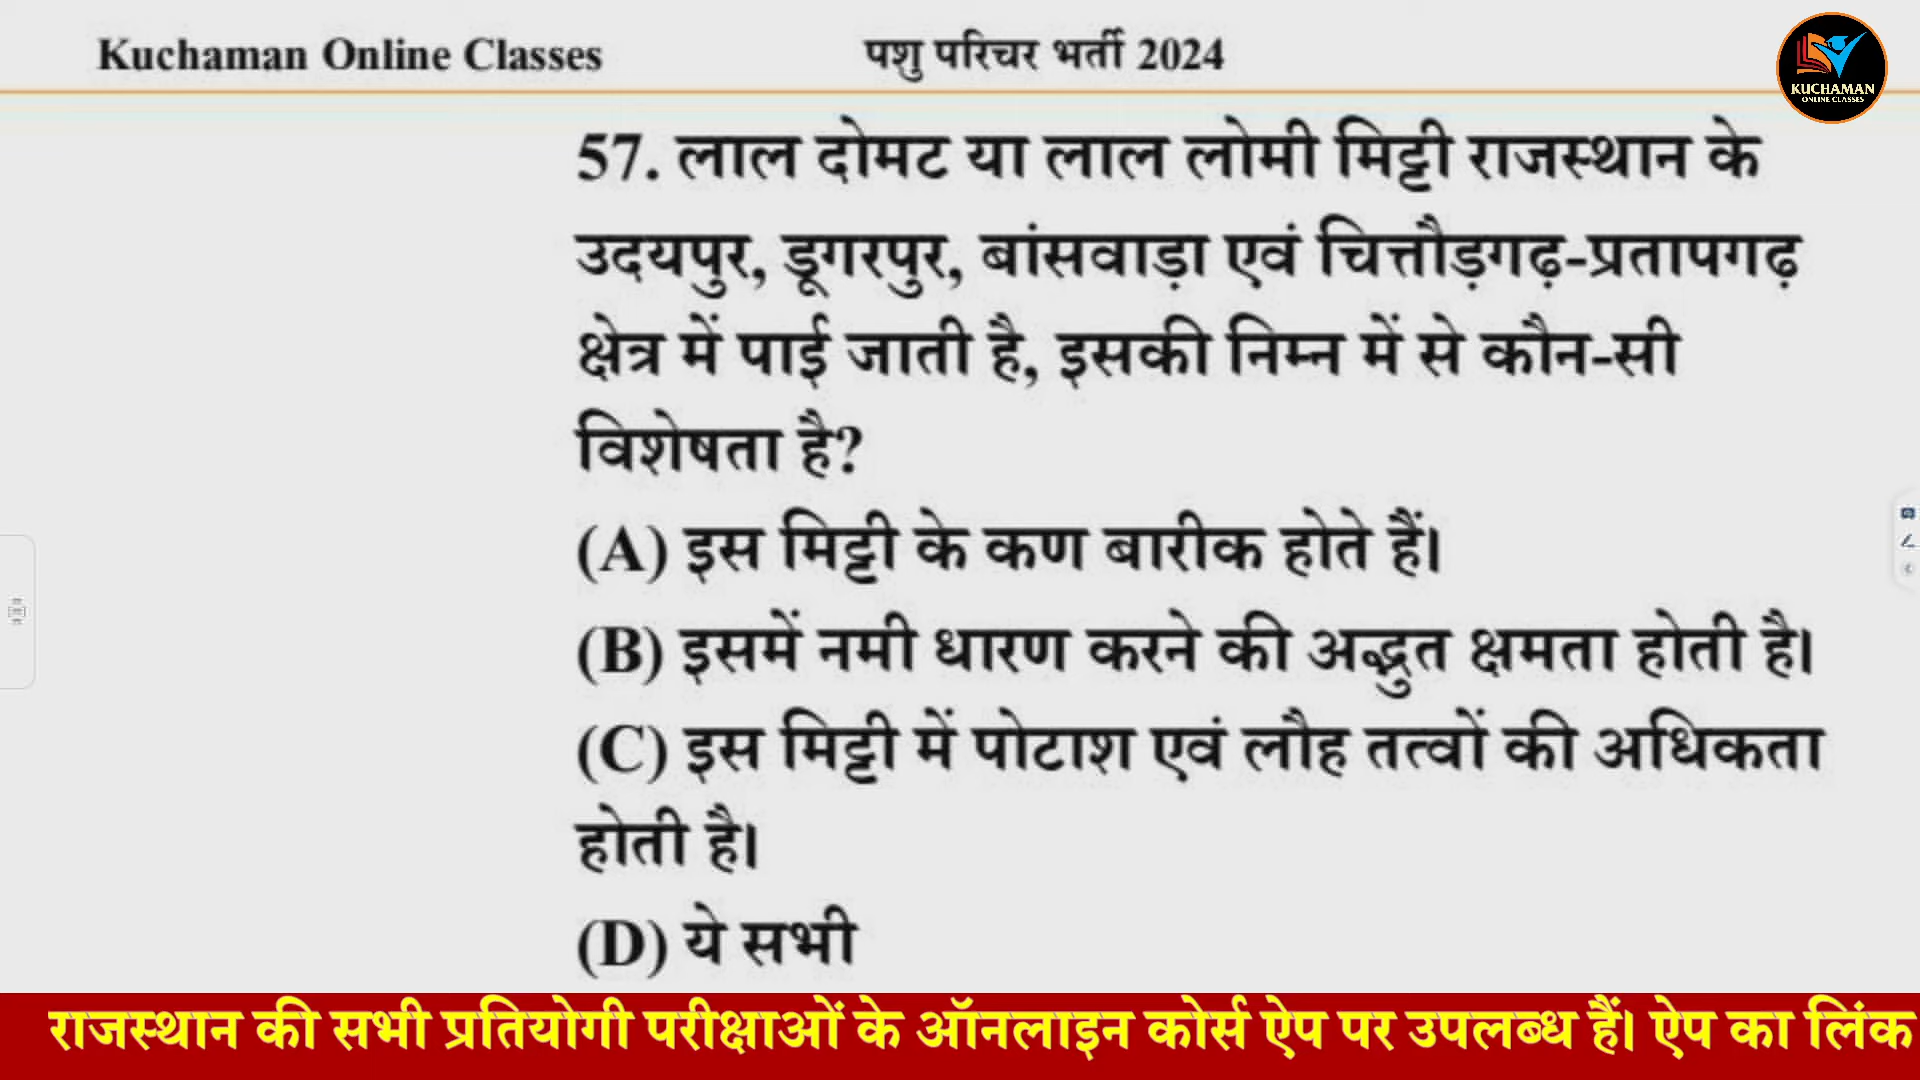 Kuchaman Online Classes
पशु परिचर भर्ती 2024
KUCHAMAN
ONLINE CLASSES
57. लाल दोमट या लाल लोमी मिट्टी राजस्थान के
उदयपुर, डूगरपुर, बांसवाड़ा एवं चित्तौड़गढ़-प्रतापगढ़
क्षेत्र में पाई जाती है, इसकी निम्न में से कौन-सी
विशेषता है?
(A) इस मिट्टी के कण बारीक होते हैं।
(B) इसमें नमी धारण करने की अद्भुत क्षमता होती है।
(C) इस मिट्टी में पोटाश एवं लौह तत्वों की अधिकता
होती है।
(D) ये सभी
राजस्थान की सभी प्रतियोगी परीक्षाओं के ऑनलाइन कोर्स ऐप पर उपलब्ध हैं। ऐप का लिंक